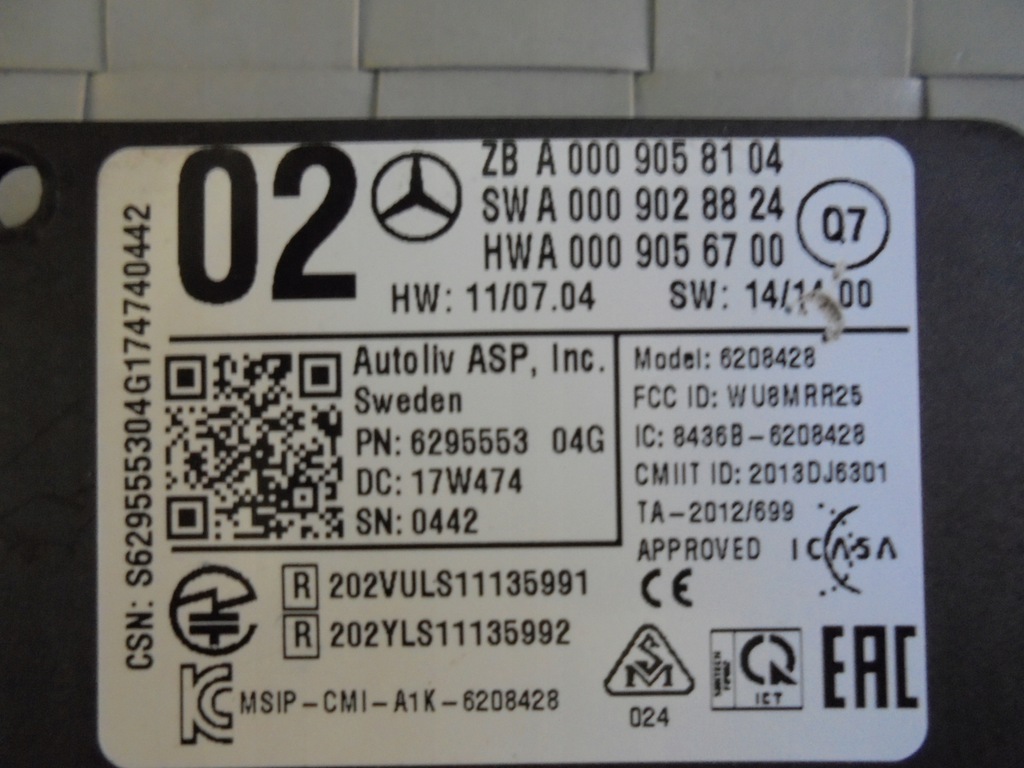 02
ZB A 000 905 81 04
SW A 000 902 88 24
HW A 000 905 67 00
Q7
HW: 11/07.04
SW: 14/14.00
CSN: S629555304G174740442
Autoliv ASP, Inc.
Sweden
PN: 6295553 04G
DC: 17W474
SN: 0442
Model: 6208428
FCC ID: WU8MRR25
IC: 8436B-6208428
CMIIT ID: 2013DJ6301
TA-2012/699
APPROVED ICASA
CE
R 202VULS11135991
R 202YLS11135992
MSIP-CMI-A1K-6208428
SM
024
ICT
EAC